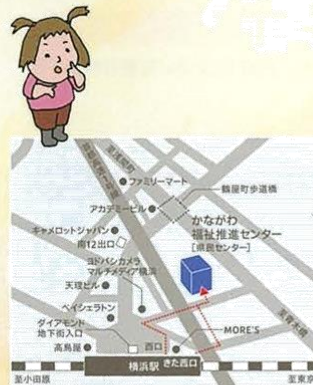 至浅間町
ファミリーマート
鶴屋町歩道橋
アカデミービル
かながわ
福祉推進センター
[県民センター]
キャメロットジャパン
南12出口
ヨドバシカメラ
マルチメディア横浜
天理ビル
ベイシェラトン
ダイアモンド
地下街入口
MORE'S
高島屋
西口
横浜駅
きた西口
至小田原
至東京